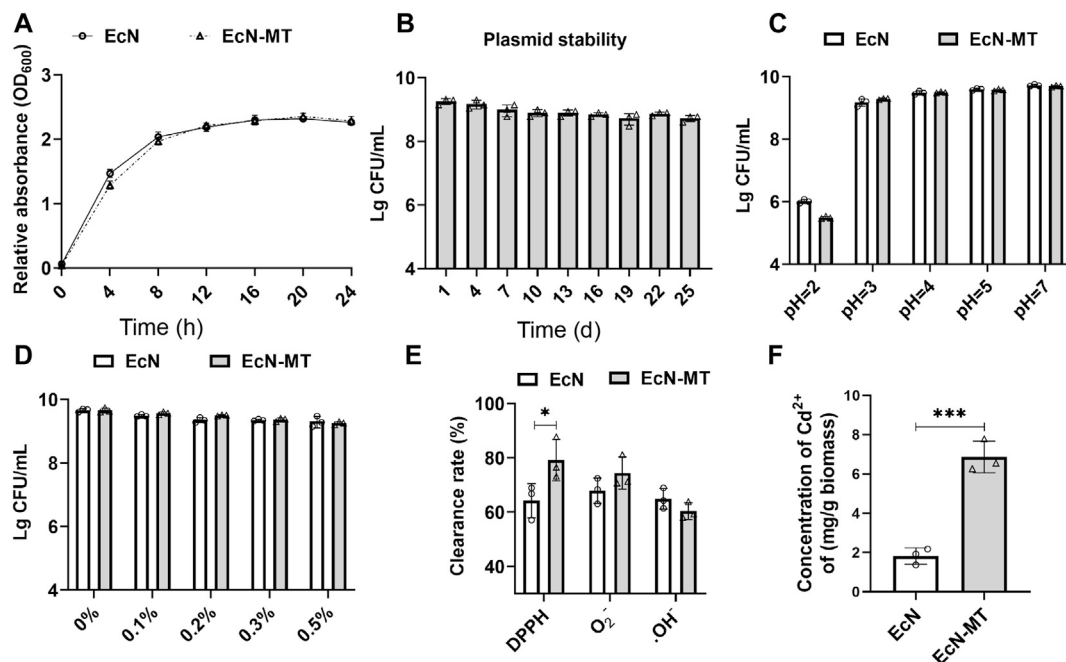 A
EcN
EcN-MT
Relative absorbance (OD600)
3
2
1
0
0
4
8
12
16
20
24
Time (h)
B
Plasmid stability
Lg CFU/mL
10
8
6
4
1
4
7
10
13
16
19
22
25
Time (d)
C
EcN
EcN-MT
Lg CFU/mL
10
8
6
4
pH=2
pH=3
pH=4
pH=5
pH=7
D
EcN
EcN-MT
Lg CFU/mL
10
9
6
4
0%
0.1%
0.2%
0.3%
0.5%
E
EcN
EcN-MT
Clearance rate (%)
100
80
60
40
*
DPPH
O2-
.OH-
F
Concentration of Cd2+
of (mg/g biomass)
10
8
6
4
2
0
***
EcN
EcN-MT